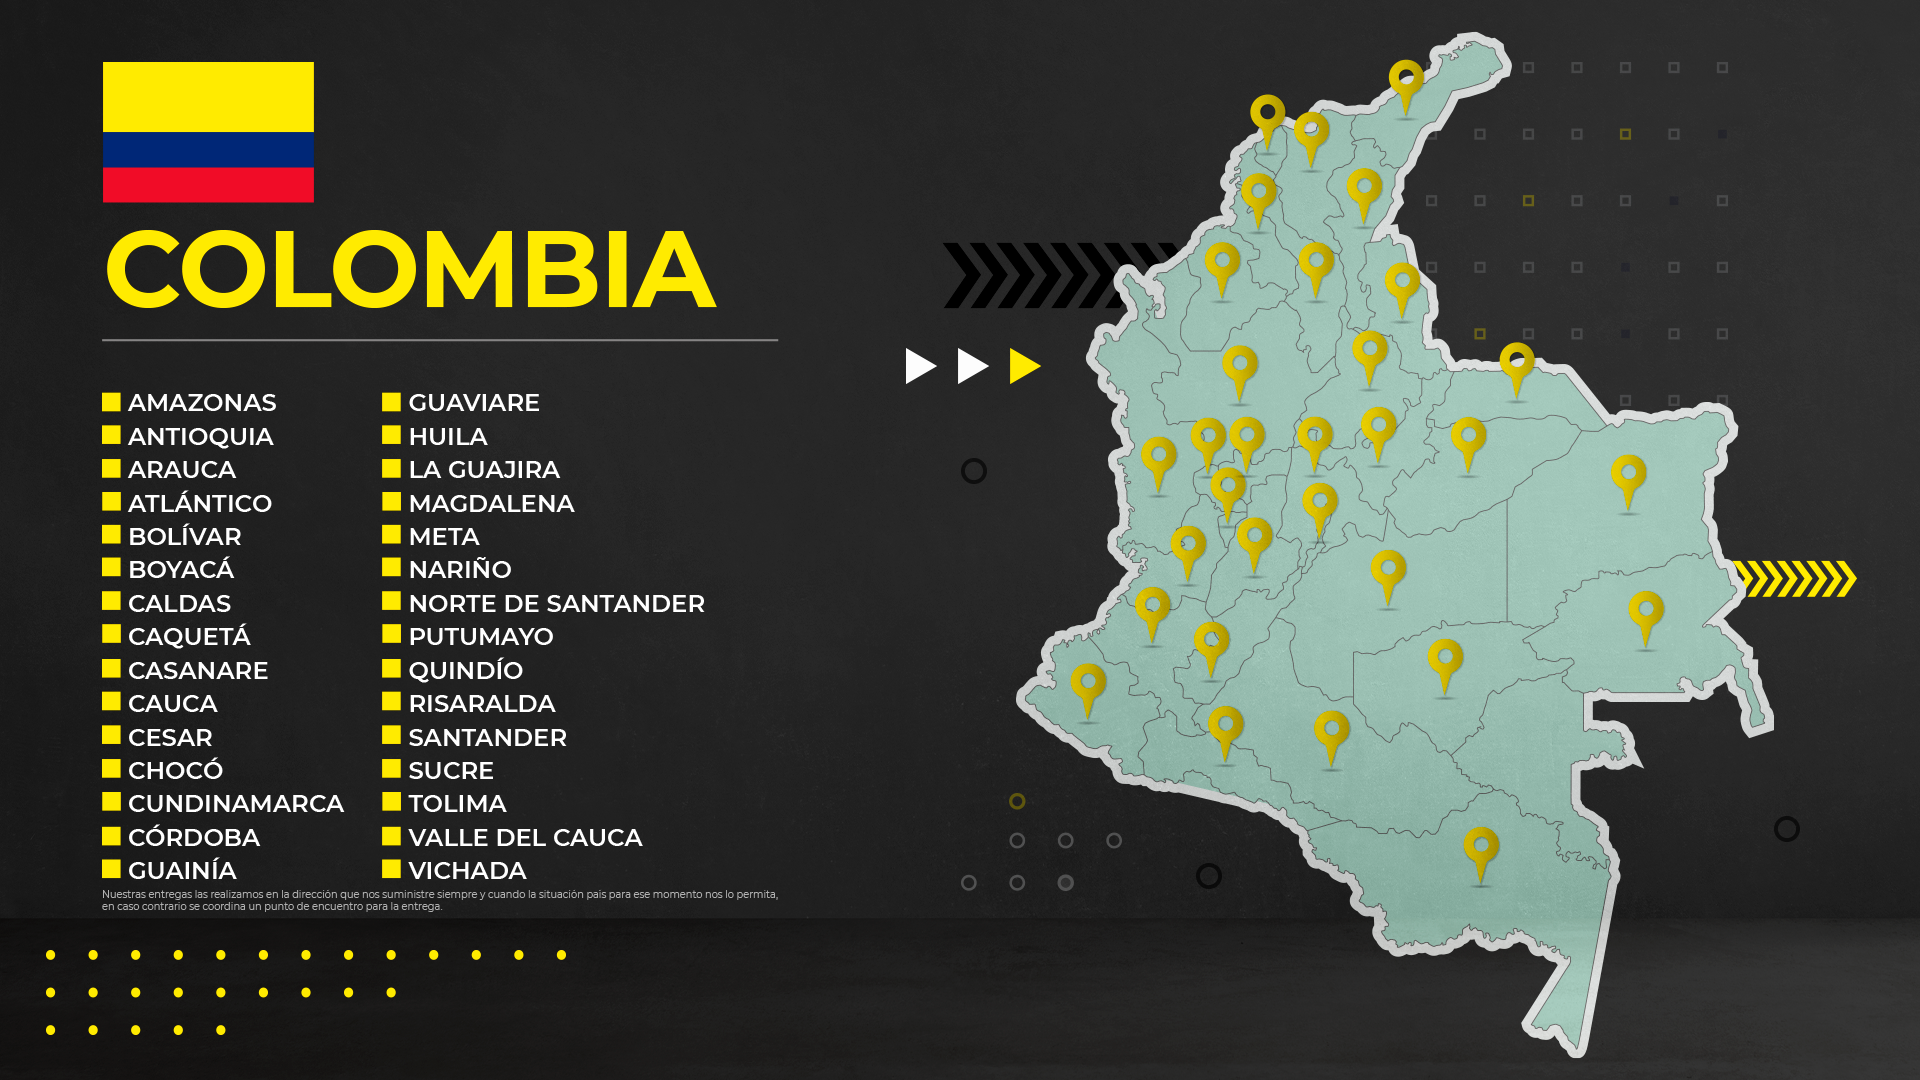 COLOMBIA
AMAZONAS
ANTIOQUIA
ARAUCA
ATLÁNTICO
BOLÍVAR
BOYACÁ
CALDAS
CAQUETÁ
CASANARE
CAUCA
CESAR
CHOCÓ
CUNDINAMARCA
CÓRDOBA
GUAINÍA
GUAVIARE
HUILA
LA GUAJIRA
MAGDALENA
META
NARIÑO
NORTE DE SANTANDER
PUTUMAYO
QUINDÍO
RISARALDA
SANTANDER
SUCRE
TOLIMA
VALLE DEL CAUCA
VICHADA
Nuestras entregas las realizamos en la dirección que nos suministre siempre y cuando la situación país para ese momento nos lo permita,
en caso contrario se coordina un punto de encuentro para la entrega.